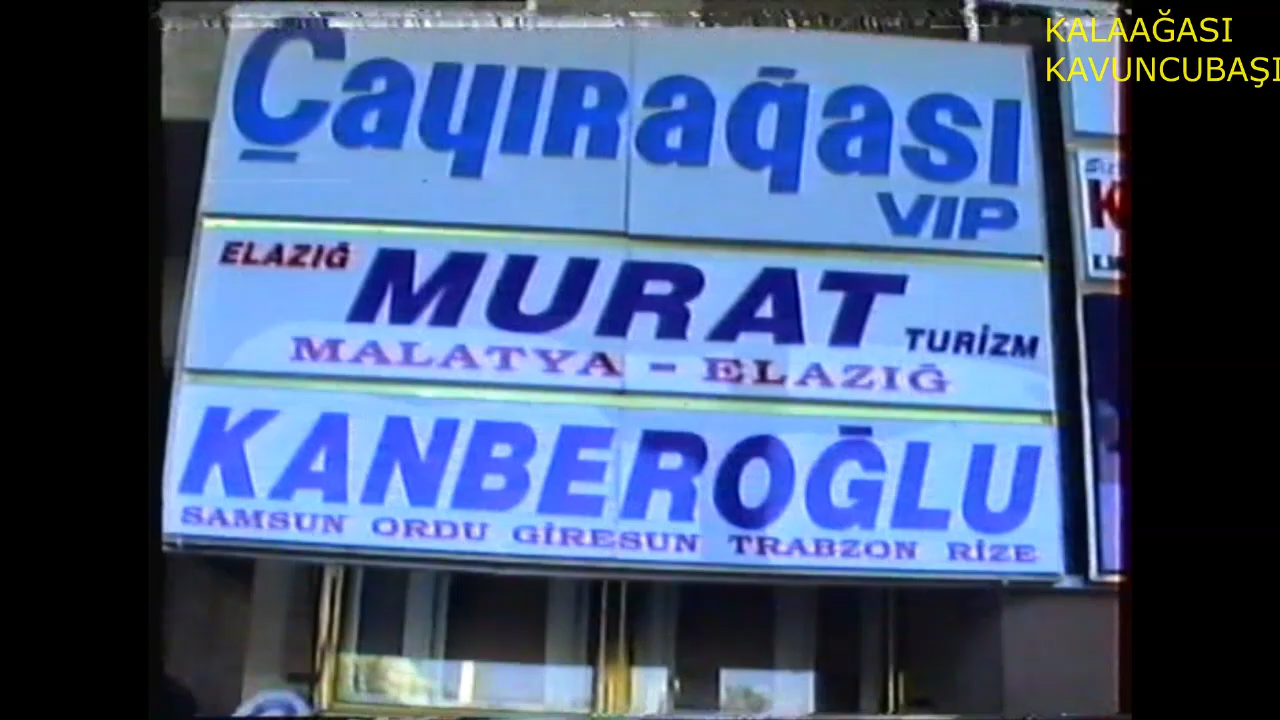 KALAAĞASI
KAVUNCUBAŞI
Çayırağası
VIP
ELAZIĞ MURAT TURİZM
MALATYA - ELAZIĞ
KANBEROĞLU
SAMSUN ORDU GİRESUN TRABZON RİZE